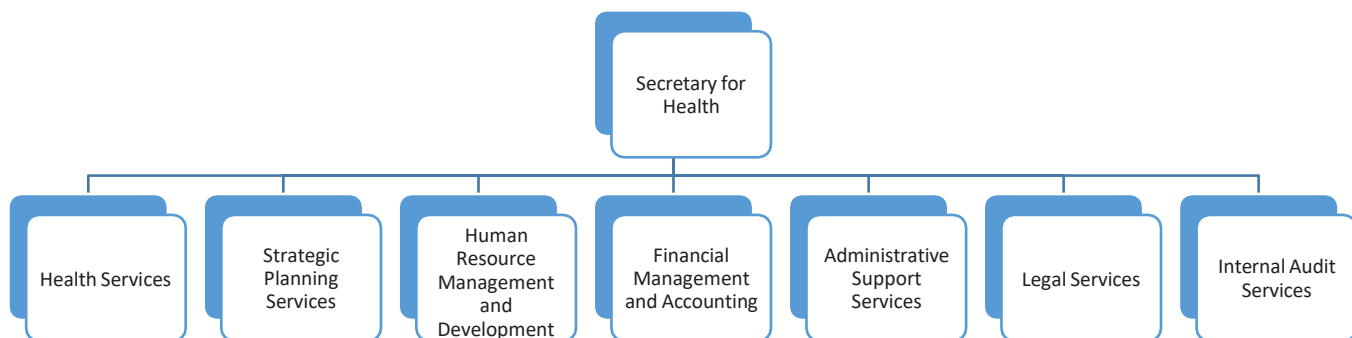 Secretary for
Health
Health Services
Strategic
Planning
Services
Human
Resource
Management
and
Development
Financial
Management
and Accounting
Administrative
Support
Services
Legal Services
Internal Audit
Services